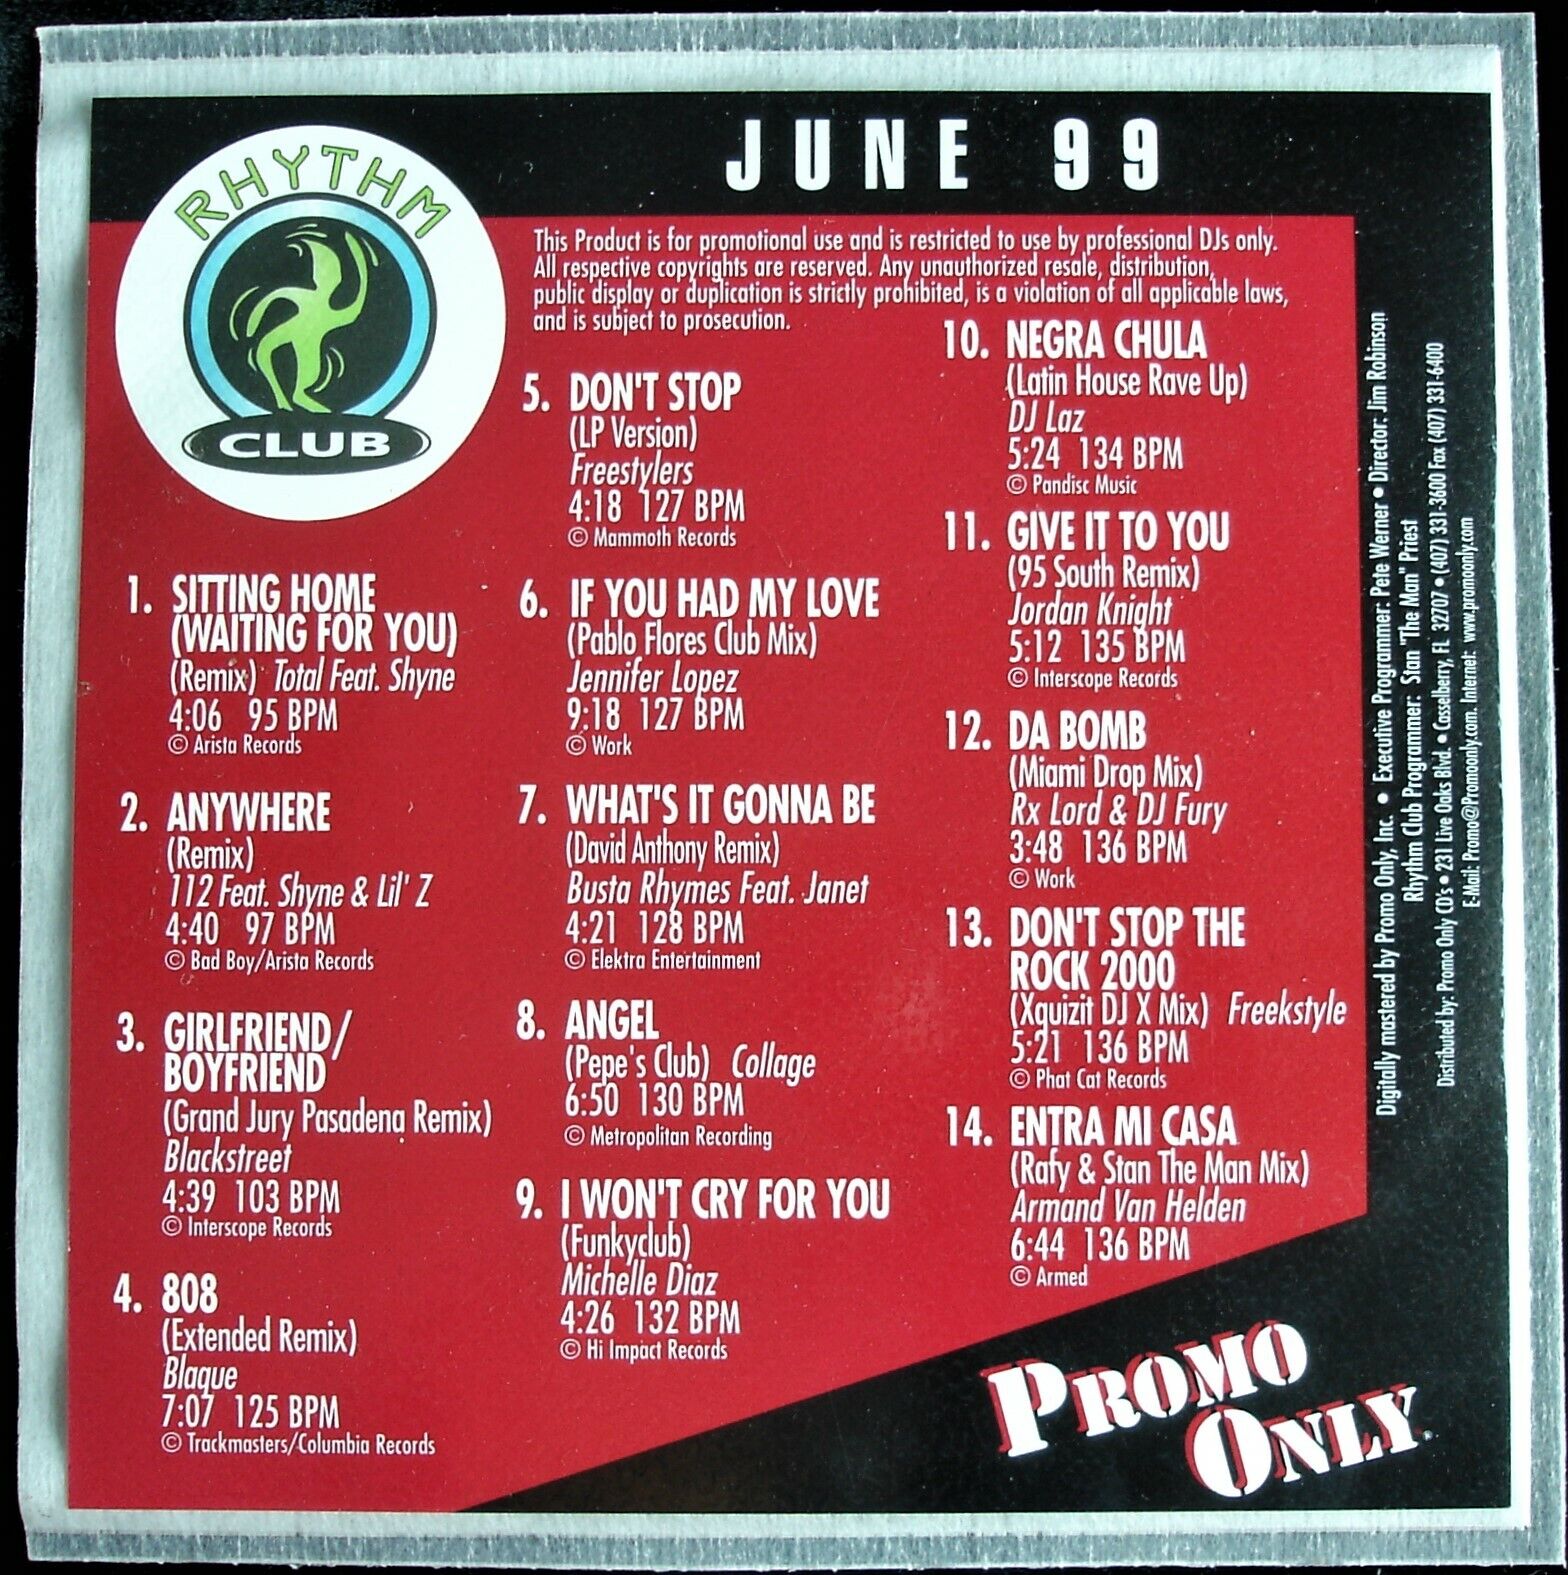 JUNE 99
RHYTHM
CLUB
This Product is for promotional use and is restricted to use by professional DJs only.
All respective copyrights are reserved. Any unauthorized resale, distribution,
public display or duplication is strictly prohibited, is a violation of all applicable laws,
and is subject to prosecution.
1. SITTING HOME
(WAITING FOR YOU)
(Remix) Total Feat. Shyne
4:06 95 BPM
© Arista Records
2. ANYWHERE
(Remix)
112 Feat. Shyne & Lil' Z
4:40 97 BPM
© Bad Boy/Arista Records
3. GIRLFRIEND/
BOYFRIEND
(Grand Jury Pasadena Remix)
Blackstreet
4:39 103 BPM
© Interscope Records
4. 808
(Extended Remix)
Blaque
7:07 125 BPM
© Trackmasters/Columbia Records
5. DON'T STOP
(LP Version)
Freestylers
4:18 127 BPM
© Mammoth Records
6. IF YOU HAD MY LOVE
(Pablo Flores Club Mix)
Jennifer Lopez
9:18 127 BPM
© Work
7. WHAT'S IT GONNA BE
(David Anthony Remix)
Busta Rhymes Feat. Janet
4:21 128 BPM
© Elektra Entertainment
8. ANGEL
(Pepe's Club) Collage
6:50 130 BPM
© Metropolitan Recording
9. I WON'T CRY FOR YOU
(Funkyclub)
Michelle Diaz
4:26 132 BPM
© Hi Impact Records
10. NEGRA CHULA
(Latin House Rave Up)
DJ Laz
5:24 134 BPM
© Pandisc Music
11. GIVE IT TO YOU
(95 South Remix)
Jordan Knight
5:12 135 BPM
© Interscope Records
12. DA BOMB
(Miami Drop Mix)
Rx Lord & DJ Fury
3:48 136 BPM
© Work
13. DON'T STOP THE
ROCK 2000
(Xquizit DJ X Mix) Freekstyle
5:21 136 BPM
© Phat Cat Records
14. ENTRA MI CASA
(Rafy & Stan The Man Mix)
Armand Van Helden
6:44 136 BPM
© Armed
Digitally mastered by Promo Only, Inc. • Executive Programmer: Pete Werner • Director: Jim Robinson
Rhythm Club Programmer: Stan "The Man" Priest
Distributed by: Promo Only CD's • 231 Live Oaks Blvd. • Casselberry, FL 32707 • (407) 331-3600 Fax (407) 331-6400
E-Mail: Promo@Promoonly.com. Internet: www.promoonly.com
PROMO
ONLY®